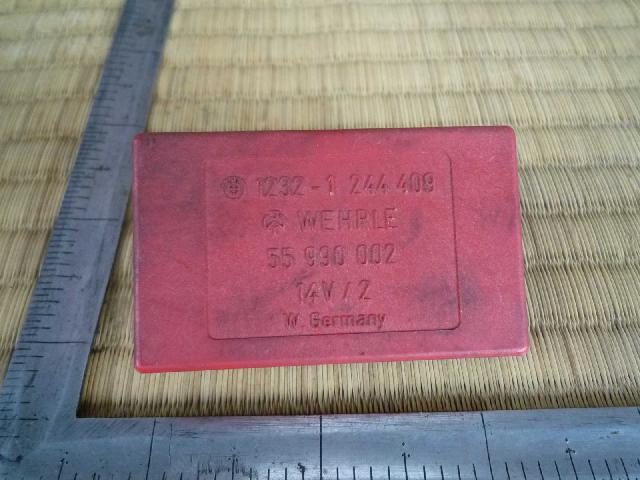 1232-1 244 409
WEHRLE
55 990 002
14V/2
W. Germany